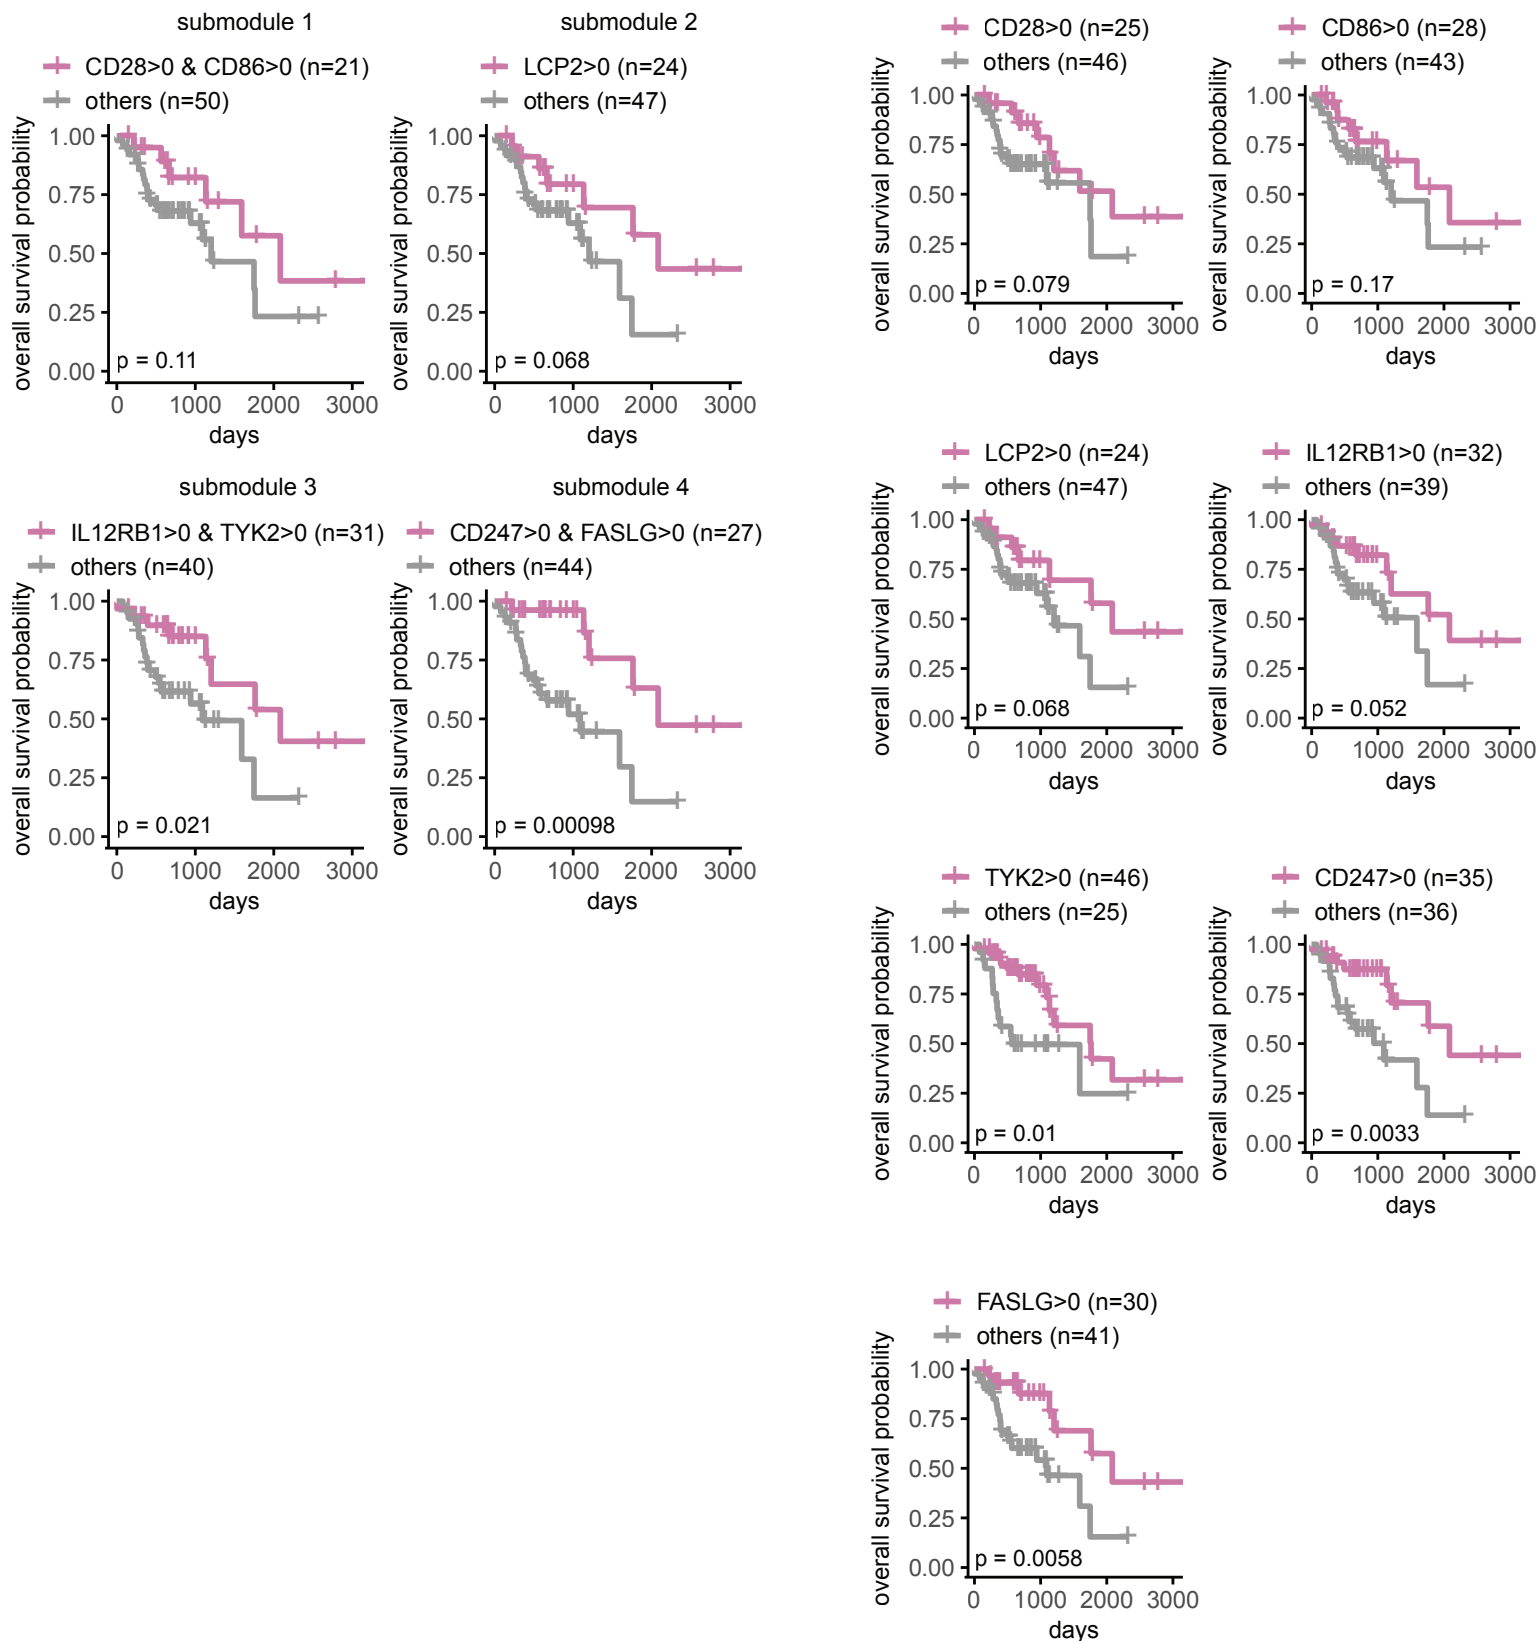 submodule 1
CD28>0 & CD86>0 (n=21)
others (n=50)
overall survival probability
1.00
0.75
0.50
0.25
0.00
p = 0.11
0 1000 2000 3000
days
submodule 2
LCP2>0 (n=24)
others (n=47)
overall survival probability
1.00
0.75
0.50
0.25
0.00
p = 0.068
0 1000 2000 3000
days
submodule 3
IL12RB1>0 & TYK2>0 (n=31)
others (n=40)
overall survival probability
1.00
0.75
0.50
0.25
0.00
p = 0.021
0 1000 2000 3000
days
submodule 4
CD247>0 & FASLG>0 (n=27)
others (n=44)
overall survival probability
1.00
0.75
0.50
0.25
0.00
p = 0.00098
0 1000 2000 3000
days
CD28>0 (n=25)
others (n=46)
overall survival probability
1.00
0.75
0.50
0.25
0.00
p = 0.079
0 1000 2000 3000
days
CD86>0 (n=28)
others (n=43)
overall survival probability
1.00
0.75
0.50
0.25
0.00
p = 0.17
0 1000 2000 3000
days
LCP2>0 (n=24)
others (n=47)
overall survival probability
1.00
0.75
0.50
0.25
0.00
p = 0.068
0 1000 2000 3000
days
IL12RB1>0 (n=32)
others (n=39)
overall survival probability
1.00
0.75
0.50
0.25
0.00
p = 0.052
0 1000 2000 3000
days
TYK2>0 (n=46)
others (n=25)
overall survival probability
1.00
0.75
0.50
0.25
0.00
p = 0.01
0 1000 2000 3000
days
CD247>0 (n=35)
others (n=36)
overall survival probability
1.00
0.75
0.50
0.25
0.00
p = 0.0033
0 1000 2000 3000
days
FASLG>0 (n=30)
others (n=41)
overall survival probability
1.00
0.75
0.50
0.25
0.00
p = 0.0058
0 1000 2000 3000
days